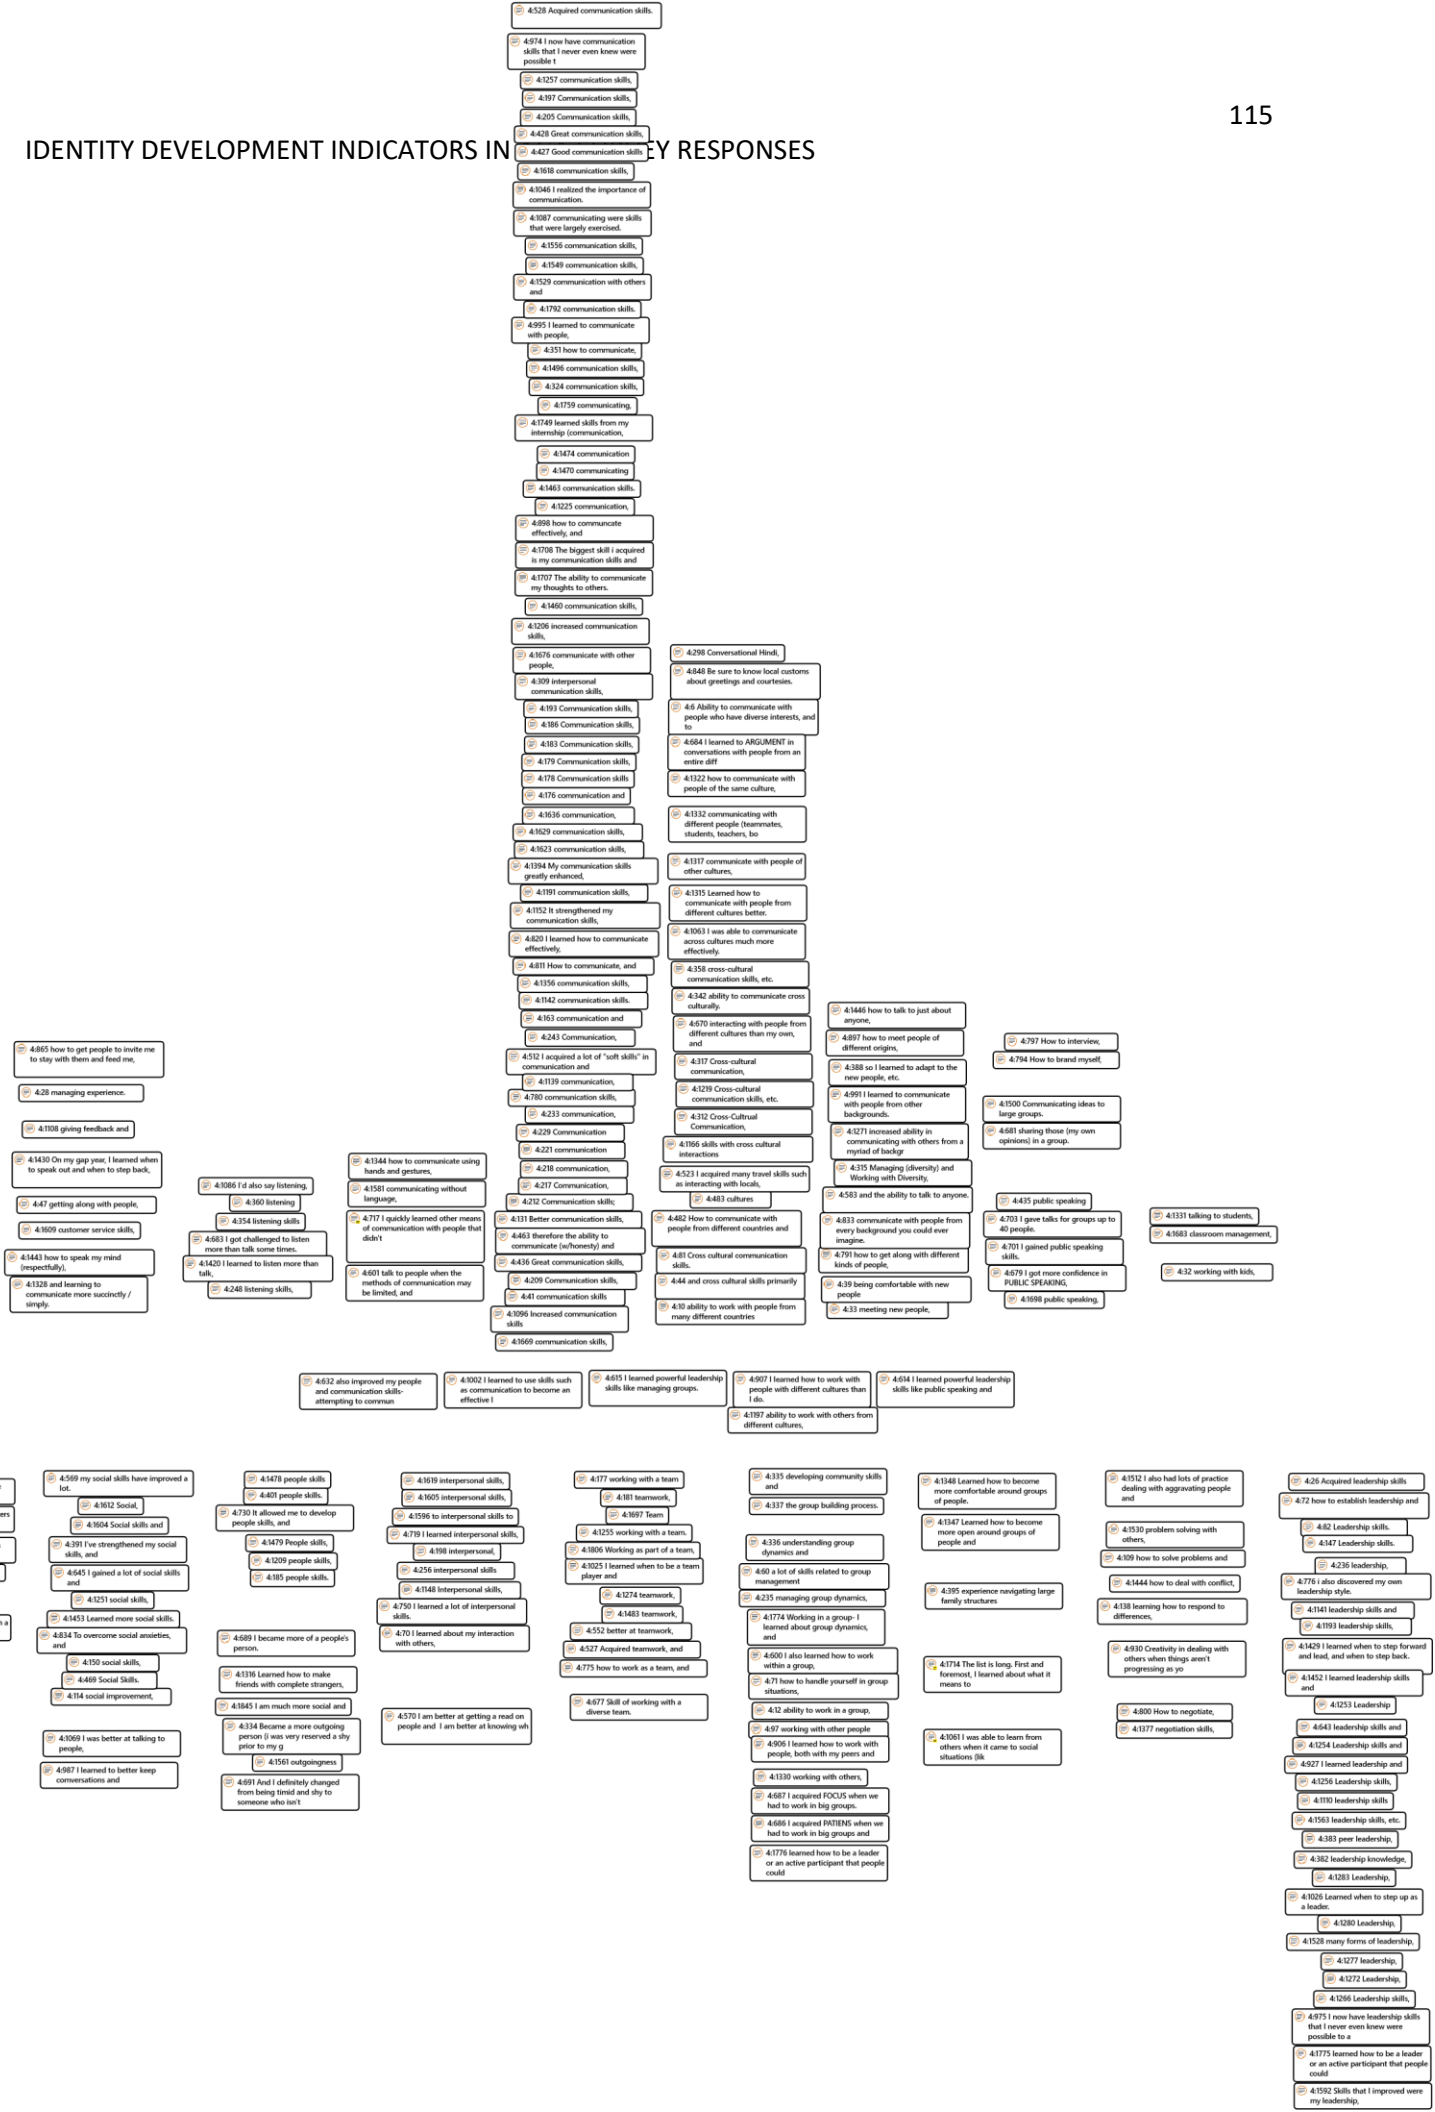 115
IDENTITY DEVELOPMENT INDICATORS IN
EY RESPONSES
4:528 Acquired communication skills.
4:974 I now have communication
skills that I never even knew were
possible t
4:1257 communication skills,
4:197 Communication skills,
4:205 Communication skills,
4:428 Great communication skills,
4:427 Good communication skills
4:1618 communication skills,
4:1046 I realized the importance of
communication.
4:1087 communicating were skills
that were largely exercised.
4:1556 communication skills,
4:1549 communication skills,
4:1529 communication with others
and
4:1792 communication skills.
4:995 I learned to communicate
with people,
4:351 how to communicate,
4:1496 communication skills,
4:324 communication skills,
4:1759 communicating,
4:1749 learned skills from my
internship (communication,
4:1474 communication
4:1470 communicating
4:1463 communication skills.
4:1225 communication,
4:898 how to communcate
effectively, and
4:1708 The biggest skill i acquired
is my communication skills and
4:1707 The ability to communicate
my thoughts to others.
4:1460 communication skills,
4:1206 increased communication
skills,
4:1676 communicate with other
people,
4:309 interpersonal
communication skills,
4:193 Communication skills,
4:186 Communication skills,
4:183 Communication skills,
4:179 Communication skills,
4:178 Communication skills
4:176 communication and
4:1636 communication,
4:1629 communication skills,
4:1623 communication skills,
4:1394 My communication skills
greatly enhanced,
4:1191 communication skills,
4:1152 It strengthened my
communication skills,
4:820 I learned how to communicate
effectively,
4:811 How to communicate, and
4:1356 communication skills,
4:1142 communication skills.
4:163 communication and
4:243 Communication,
4:512 I acquired a lot of "soft skills" in
communication and
4:1139 communication,
4:780 communication skills,
4:233 communication,
4:229 Communication
4:221 communication
4:218 communication,
4:217 Communication,
4:212 Communication skills;
4:131 Better communication skills,
4:463 therefore the ability to
communicate (w/honesty) and
4:436 Great communication skills,
4:209 Communication skills,
4:41 communication skills
4:1096 Increased communication
skills
4:1669 communication skills,
4:298 Conversational Hindi,
4:848 Be sure to know local customs
about greetings and courtesies.
4:6 Ability to communicate with
people who have diverse interests, and
to
4:684 I learned to ARGUMENT in
conversations with people from an
entire diff
4:1322 how to communicate with
people of the same culture,
4:1332 communicating with
different people (teammates,
students, teachers, bo
4:1317 communicate with people of
other cultures,
4:1315 Learned how to
communicate with people from
different cultures better.
4:1063 I was able to communicate
across cultures much more
effectively.
4:358 cross-cultural
communication skills, etc.
4:342 ability to communicate cross
culturally.
4:670 interacting with people from
different cultures than my own,
and
4:317 Cross-cultural
communication,
4:1219 Cross-cultural
communication skills, etc.
4:312 Cross-Cultrual
Communication,
4:1166 skills with cross cultural
interactions
4:523 I acquired many travel skills such
as interacting with locals,
4:483 cultures
4:482 How to communicate with
people from different countries and
4:81 Cross cultural communication
skills.
4:44 and cross cultural skills primarily
4:10 ability to work with people from
many different countries
4:1446 how to talk to just about
anyone,
4:897 how to meet people of
different origins,
4:388 so I learned to adapt to the
new people, etc.
4:991 I learned to communicate
with people from other
backgrounds.
4:1271 increased ability in
communicating with others from a
myriad of backgr
4:315 Managing (diversity) and
Working with Diversity,
4:583 and the ability to talk to anyone.
4:833 communicate with people from
every background you could ever
imagine.
4:791 how to get along with different
kinds of people,
4:39 being comfortable with new
people
4:33 meeting new people,
4:797 How to interview,
4:794 How to brand myself,
4:1500 Communicating ideas to
large groups.
4:681 sharing those (my own
opinions) in a group.
4:435 public speaking
4:703 I gave talks for groups up to
40 people.
4:701 I gained public speaking
skills.
4:679 I got more confidence in
PUBLIC SPEAKING,
4:1698 public speaking,
4:1331 talking to students,
4:1683 classroom management,
4:32 working with kids,
4:865 how to get people to invite me
to stay with them and feed me,
4:28 managing experience.
4:1108 giving feedback and
4:1430 On my gap year, I learned when
to speak out and when to step back,
4:47 getting along with people,
4:1609 customer service skills,
4:1443 how to speak my mind
(respectfully),
4:1328 and learning to
communicate more succinctly /
simply.
4:1086 I'd also say listening,
4:360 listening
4:354 listening skills
4:683 I got challenged to listen
more than talk some times.
4:1420 I learned to listen more than
talk,
4:248 listening skills,
4:1344 how to communicate using
hands and gestures,
4:1581 communicating without
language,
4:717 I quickly learned other means
of communication with people that
didn't
4:601 talk to people when the
methods of communication may
be limited, and
4:632 also improved my people
and communication skills-
attempting to commun
4:1002 I learned to use skills such
as communication to become an
effective l
4:615 I learned powerful leadership
skills like managing groups.
4:907 I learned how to work with
people with different cultures than
I do.
4:614 I learned powerful leadership
skills like public speaking and
4:1197 ability to work with others from
different cultures,
ers
n a
4:569 my social skills have improved a
lot.
4:1612 Social,
4:1604 Social skills and
4:391 I've strengthened my social
skills, and
4:645 I gained a lot of social skills
and
4:1251 social skills,
4:1453 Learned more social skills.
4:834 To overcome social anxieties,
and
4:150 social skills,
4:469 Social Skills.
4:114 social improvement,
4:1069 I was better at talking to
people,
4:987 I learned to better keep
conversations and
4:1478 people skills
4:401 people skills.
4:730 It allowed me to develop
people skills, and
4:1479 People skills,
4:1209 people skills,
4:185 people skills.
4:689 I became more of a people's
person.
4:1316 Learned how to make
friends with complete strangers,
4:1845 I am much more social and
4:334 Became a more outgoing
person (i was very reserved a shy
prior to my g
4:1561 outgoingness
4:691 And I definitely changed
from being timid and shy to
someone who isn't
4:1619 interpersonal skills,
4:1605 interpersonal skills,
4:1596 to interpersonal skills to
4:719 I learned interpersonal skills,
4:198 interpersonal,
4:256 interpersonal skills
4:1148 Interpersonal skills,
4:750 I learned a lot of interpersonal
skills.
4:70 I learned about my interaction
with others,
4:570 I am better at getting a read on
people and I am better at knowing wh
4:177 working with a team
4:181 teamwork,
4:1697 Team
4:1255 working with a team.
4:1806 Working as part of a team,
4:1025 I learned when to be a team
player and
4:1274 teamwork,
4:1483 teamwork,
4:552 better at teamwork,
4:527 Acquired teamwork, and
4:775 how to work as a team, and
4:677 Skill of working with a
diverse team.
4:335 developing community skills
and
4:337 the group building process.
4:336 understanding group
dynamics and
4:60 a lot of skills related to group
management
4:235 managing group dynamics,
4:1774 Working in a group- I
learned about group dynamics,
and
4:600 I also learned how to work
within a group,
4:71 how to handle yourself in group
situations,
4:12 ability to work in a group,
4:97 working with other people
4:906 I learned how to work with
people, both with my peers and
4:1330 working with others,
4:687 I acquired FOCUS when we
had to work in big groups.
4:686 I acquired PATIENS when we
had to work in big groups and
4:1776 learned how to be a leader
or an active participant that people
could
4:1348 Learned how to become
more comfortable around groups
of people.
4:1347 Learned how to become
more open around groups of
people and
4:395 experience navigating large
family structures
4:1714 The list is long. First and
foremost, I learned about what it
means to
4:1061 I was able to learn from
others when it came to social
situations (lik
4:1512 I also had lots of practice
dealing with aggravating people
and
4:1530 problem solving with
others,
4:109 how to solve problems and
4:1444 how to deal with conflict,
4:138 learning how to respond to
differences,
4:930 Creativity in dealing with
others when things aren't
progressing as yo
4:800 How to negotiate,
4:1377 negotiation skills,
4:26 Acquired leadership skills
4:72 how to establish leadership and
4:82 Leadership skills.
4:147 Leadership skills.
4:236 leadership,
4:776 i also discovered my own
leadership style.
4:1141 leadership skills and
4:1193 leadership skills,
4:1429 I learned when to step forward
and lead, and when to step back.
4:1452 I learned leadership skills
and
4:1253 Leadership
4:643 leadership skills and
4:1254 Leadership skills and
4:927 I learned leadership and
4:1256 Leadership skills,
4:1110 leadership skills
4:1563 leadership skills, etc.
4:383 peer leadership,
4:382 leadership knowledge,
4:1283 Leadership,
4:1026 Learned when to step up as
a leader.
4:1280 Leadership,
4:1528 many forms of leadership,
4:1277 leadership,
4:1272 Leadership,
4:1266 Leadership skills,
4:975 I now have leadership skills
that I never even knew were
possible to a
4:1775 learned how to be a leader
or an active participant that people
could
4:1592 Skills that I improved were
my leadership,